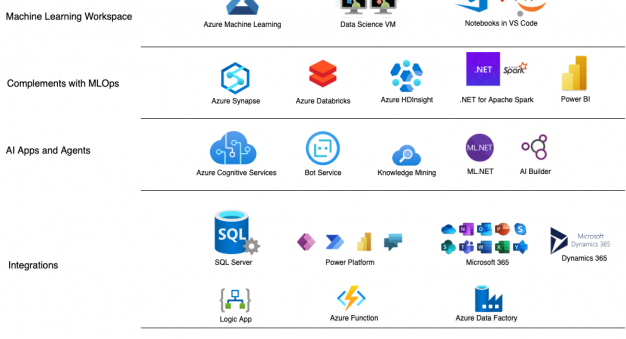 Machine Learning Workspace
Azure Machine Learning
Data Science VM
Notebooks in VS Code
Complements with MLOps
.NET
Spark
Azure Synapse
Azure Databricks
Azure HDInsight
.NET for Apache Spark
Power BI
AI Apps and Agents
ML.NET
Azure Cognitive Services
Bot Service
Knowledge Mining
ML.NET
AI Builder
Integrations
SQL
Microsoft
Dynamics 365
SQL Server
Power Platform
Microsoft 365
Dynamics 365
Logic App
Azure Function
Azure Data Factory